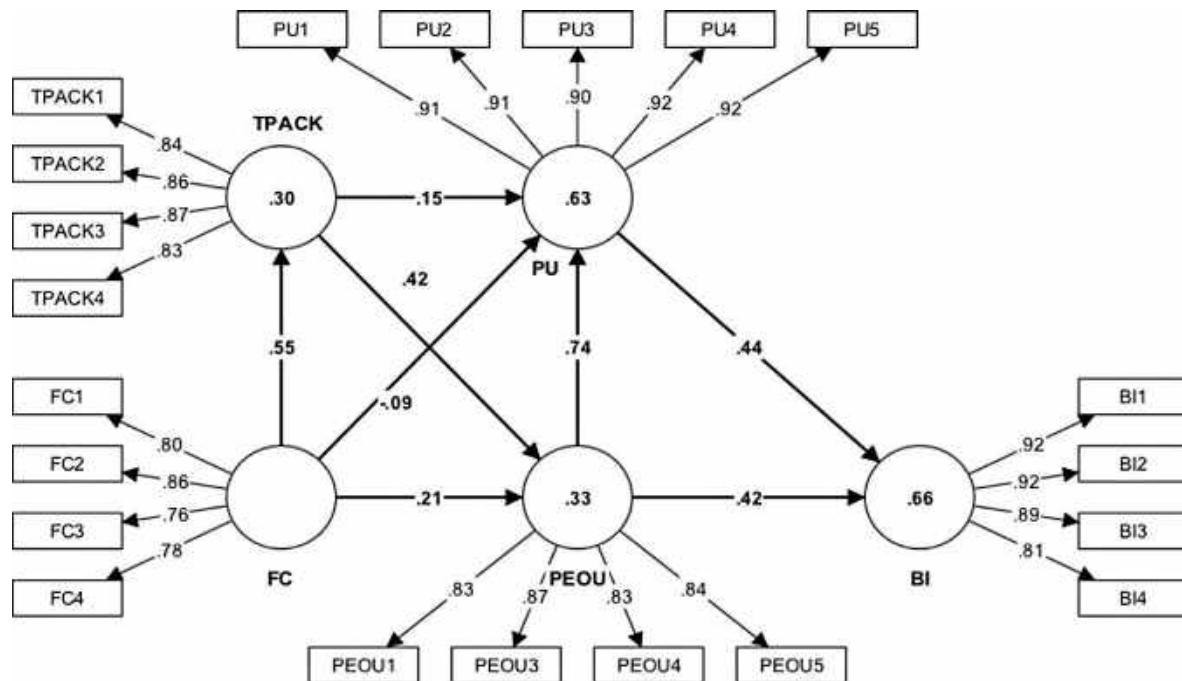 PU1 PU2 PU3 PU4 PU5
.91 .91 .90 .92 .92
TPACK1
TPACK2
TPACK3
TPACK4
.84
.86
.87
.83
TPACK
.30
.15
.63
PU
.42
.55
-.09
.74
.44
FC1
FC2
FC3
FC4
.80
.86
.76
.78
FC
.21
.33
PEOU
.42
.66
BI
.92
.92
.89
.81
BI1
BI2
BI3
BI4
.83 .87 .83 .84
PEOU1 PEOU3 PEOU4 PEOU5